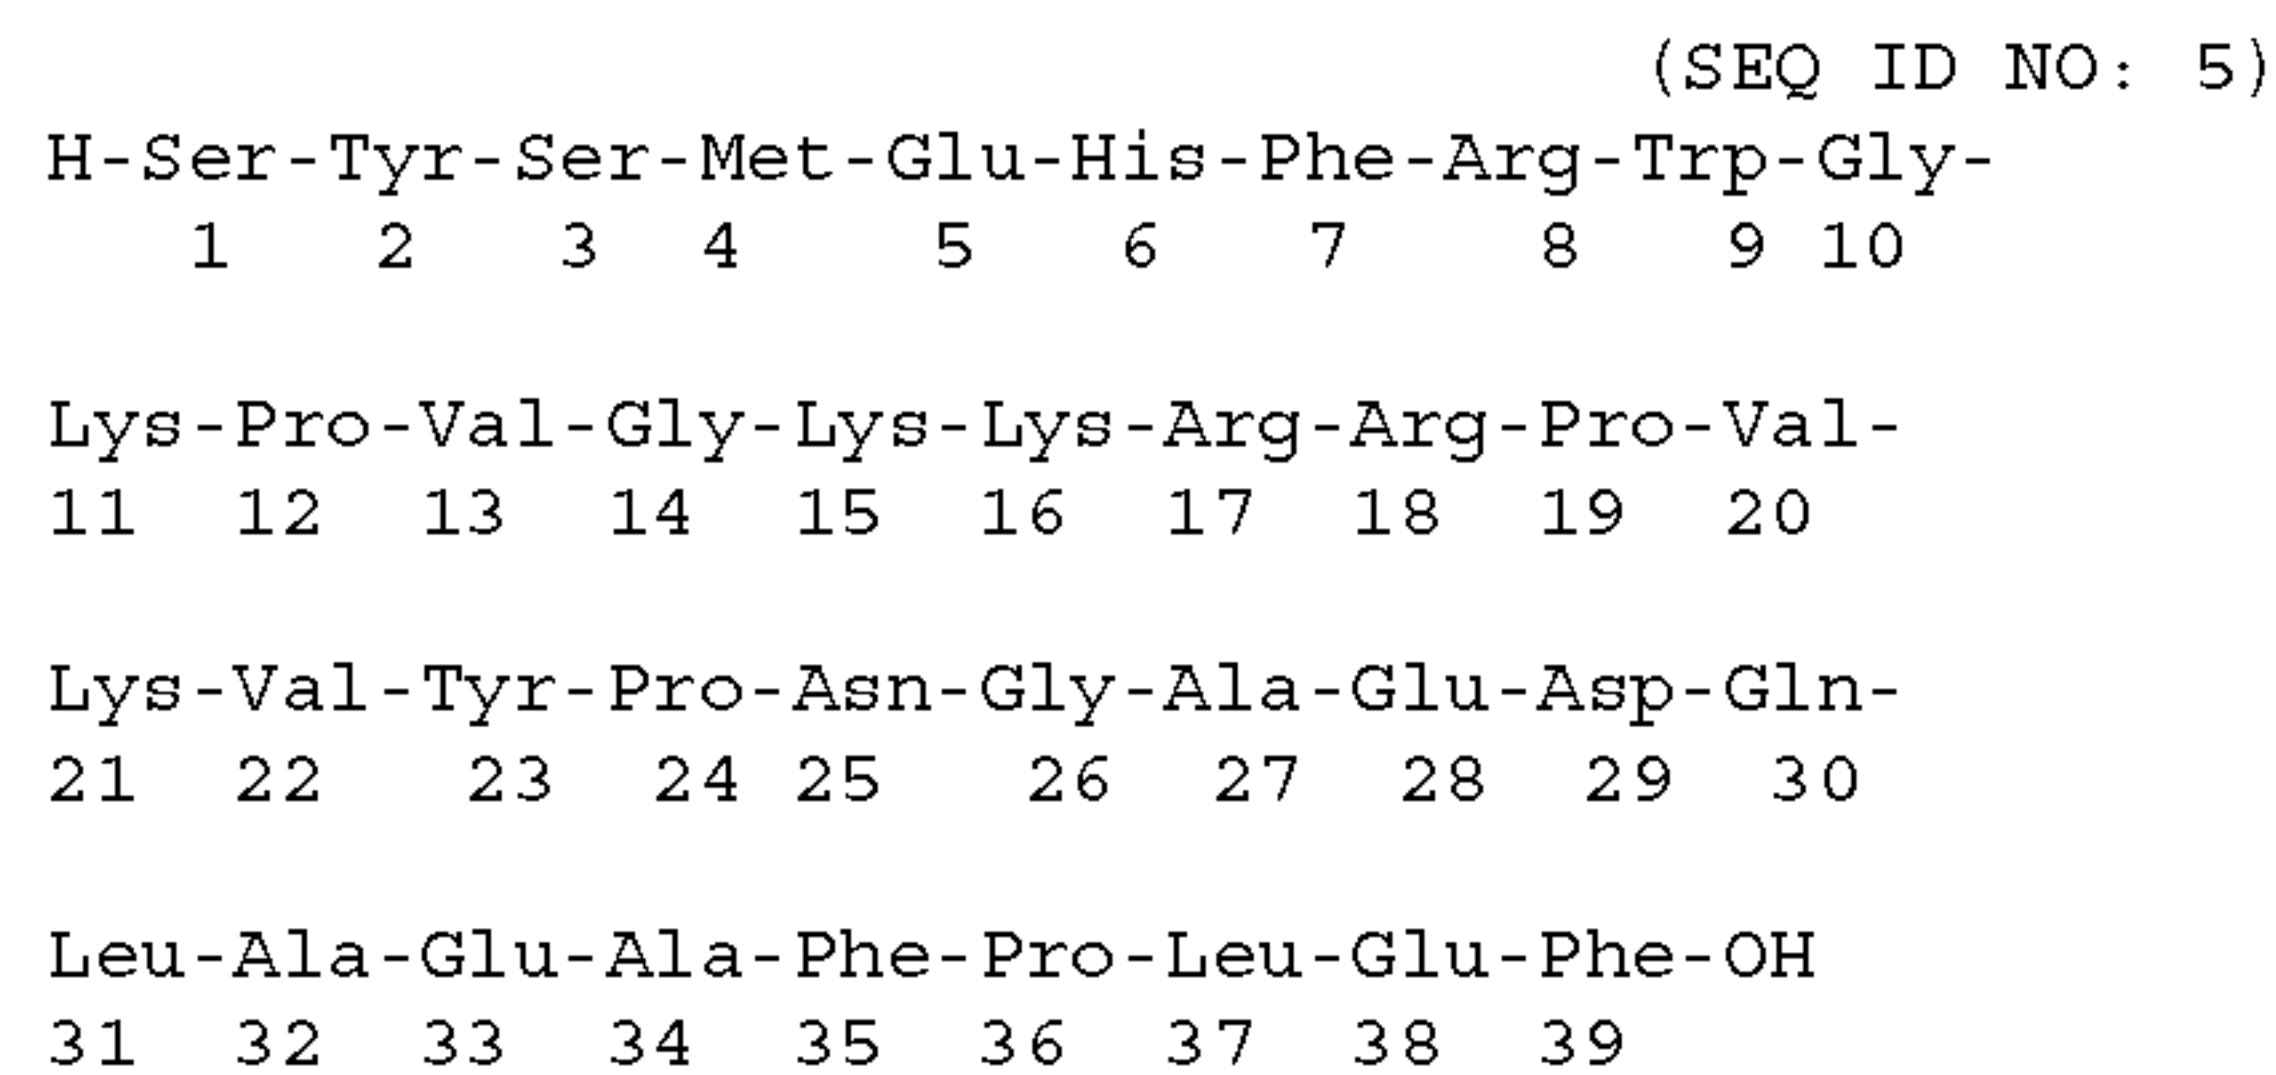 (SEQ ID NO: 5)
H-Ser-Tyr-Ser-Met-Glu-His-Phe-Arg-Trp-Gly-
1 2 3 4 5 6 7 8 9 10
Lys-Pro-Val-Gly-Lys-Lys-Arg-Arg-Pro-Val-
11 12 13 14 15 16 17 18 19 20
Lys-Val-Tyr-Pro-Asn-Gly-Ala-Glu-Asp-Gln-
21 22 23 24 25 26 27 28 29 30
Leu-Ala-Glu-Ala-Phe-Pro-Leu-Glu-Phe-OH
31 32 33 34 35 36 37 38 39